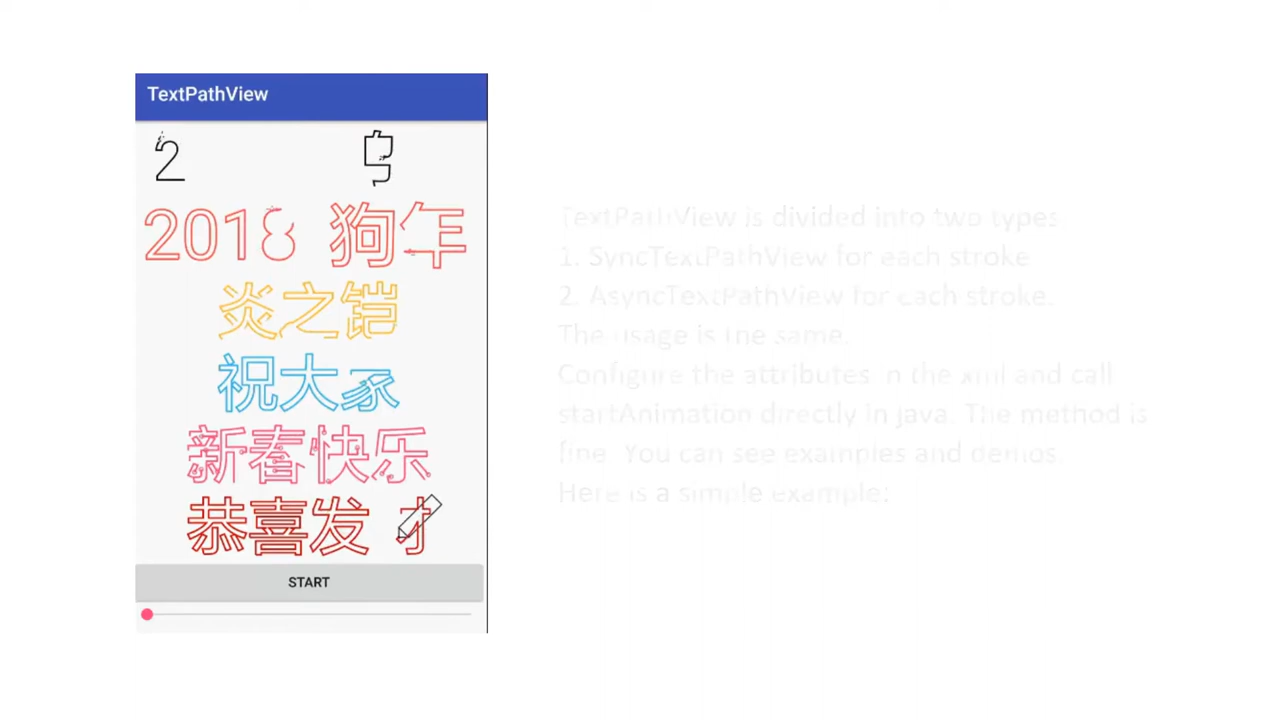 TextPathView
2
2018 狗年
炎之铠
祝大家
新春快乐
恭喜发
START
TextPathView is divided into two types:
1. SyncTextPathView for each stroke
2. AsyncTextPathView for each stroke.
The usage is the same.
Configure the attributes in the xml and call
startAnimation directly in java. The method is
fine. You can see examples and demos.
Here is a simple example: